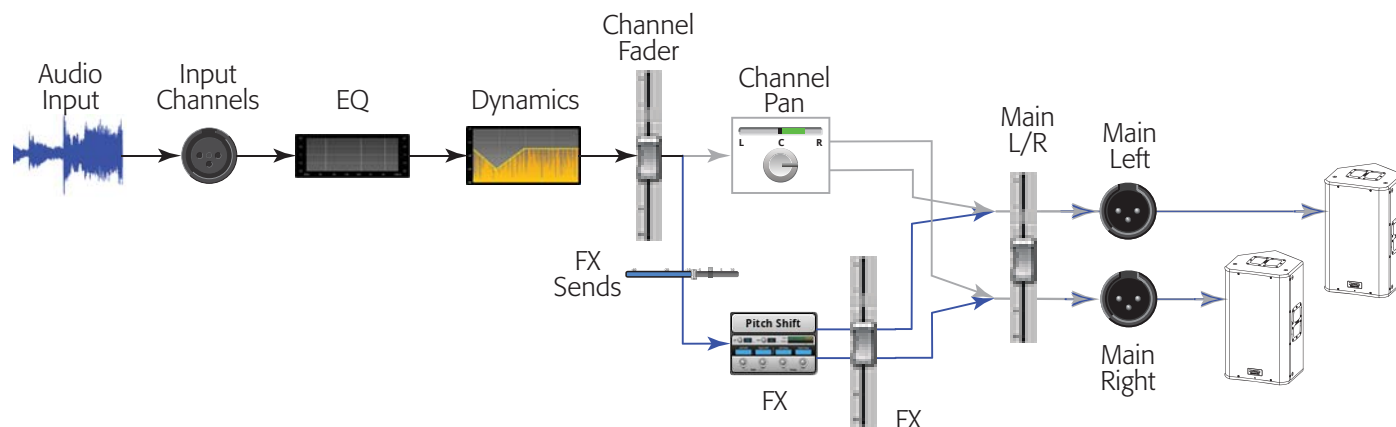 Audio
Input
Input
Channels
EQ
Dynamics
Channel
Fader
Channel
Pan
L C R
Main
L/R
Main
Left
FX
Sends
Pitch Shift
FX
FX
Main
Right